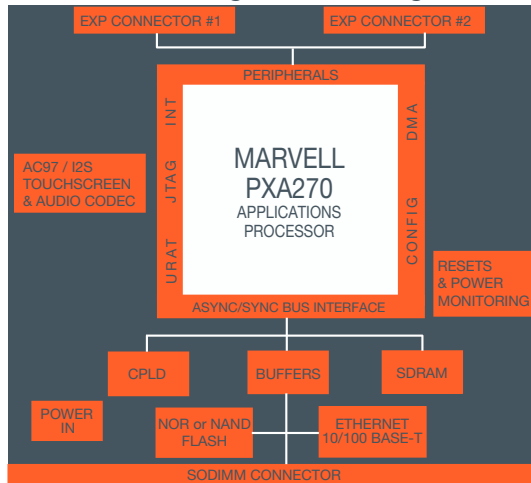 EXP CONNECTOR #1
EXP CONNECTOR #2
PERIPHERALS
INT
JTAG
URAT
DMA
CONFIG
MARVELL
PXA270
APPLICATIONS
PROCESSOR
AC97 / I2S
TOUCHSCREEN
& AUDIO CODEC
RESETS
& POWER
MONITORING
ASYNC/SYNC BUS INTERFACE
CPLD
BUFFERS
SDRAM
POWER
IN
NOR or NAND
FLASH
ETHERNET
10/100 BASE-T
SODIMM CONNECTOR